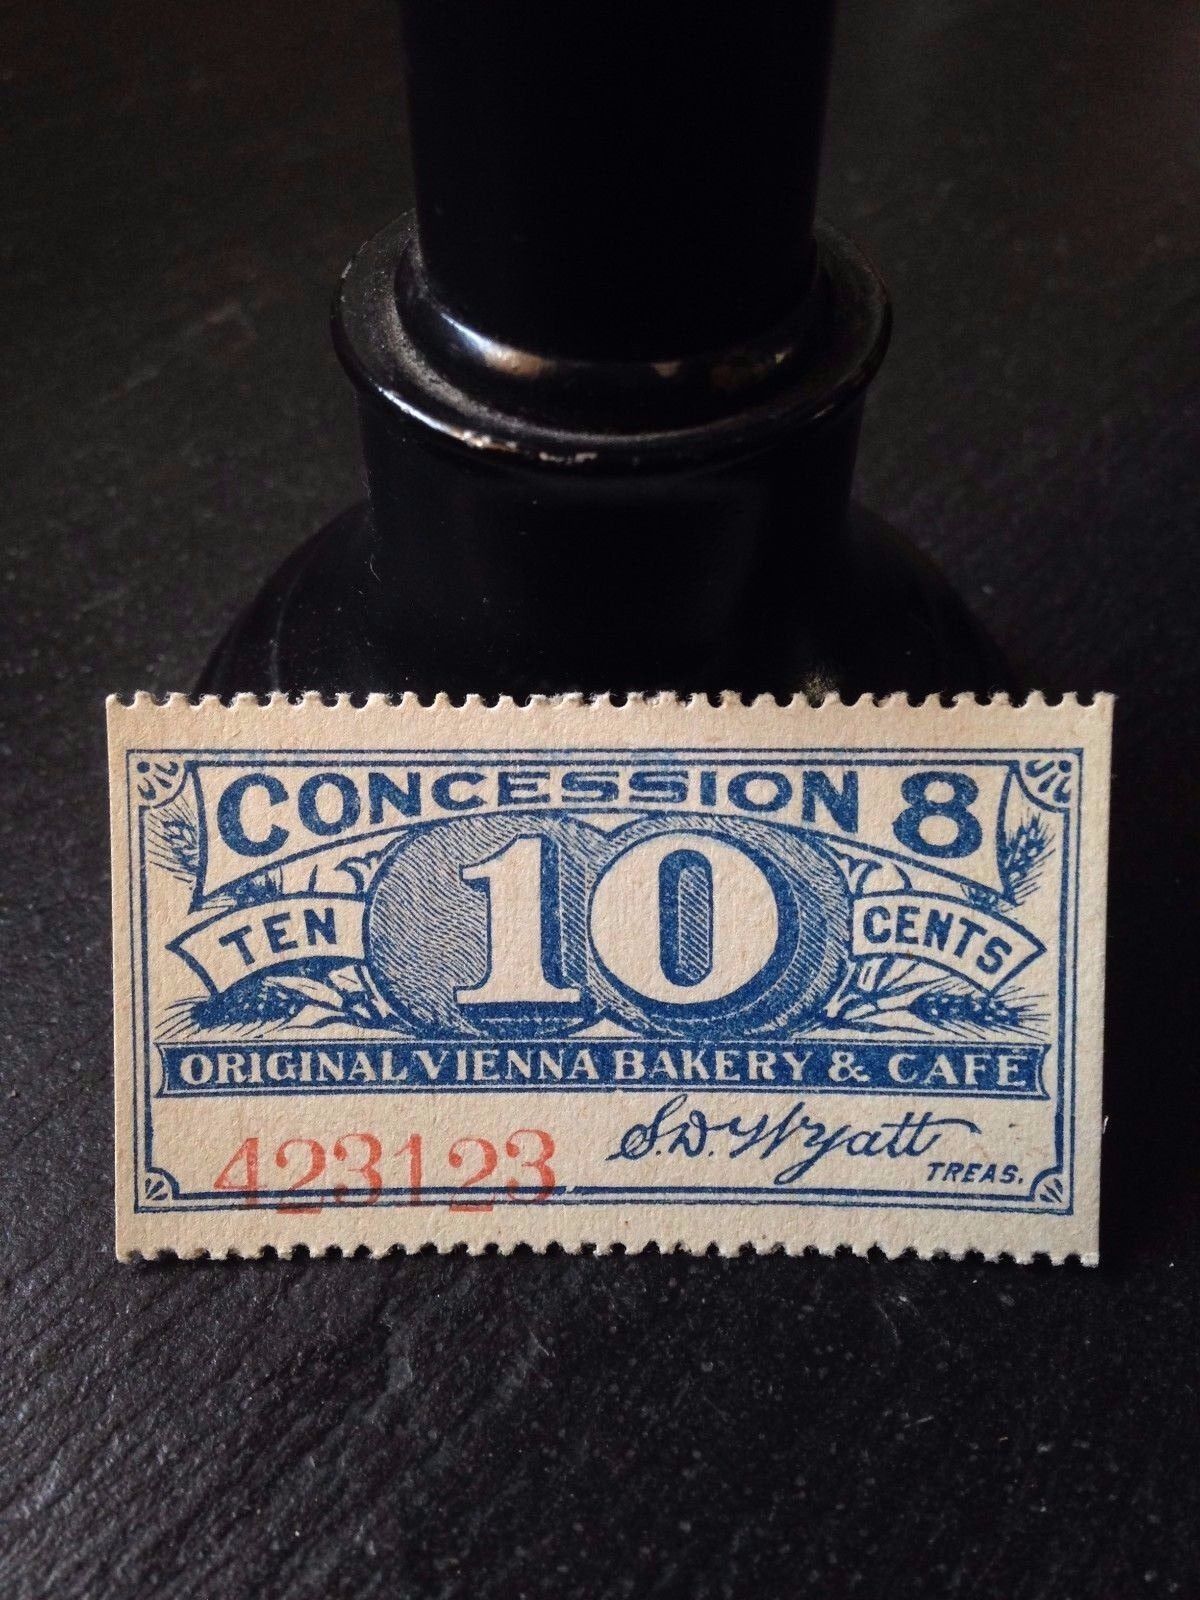 CONCESSION 8
TEN 10 CENTS
ORIGINAL VIENNA BAKERY & CAFE
423123 S.D. Wyatt
TREAS.